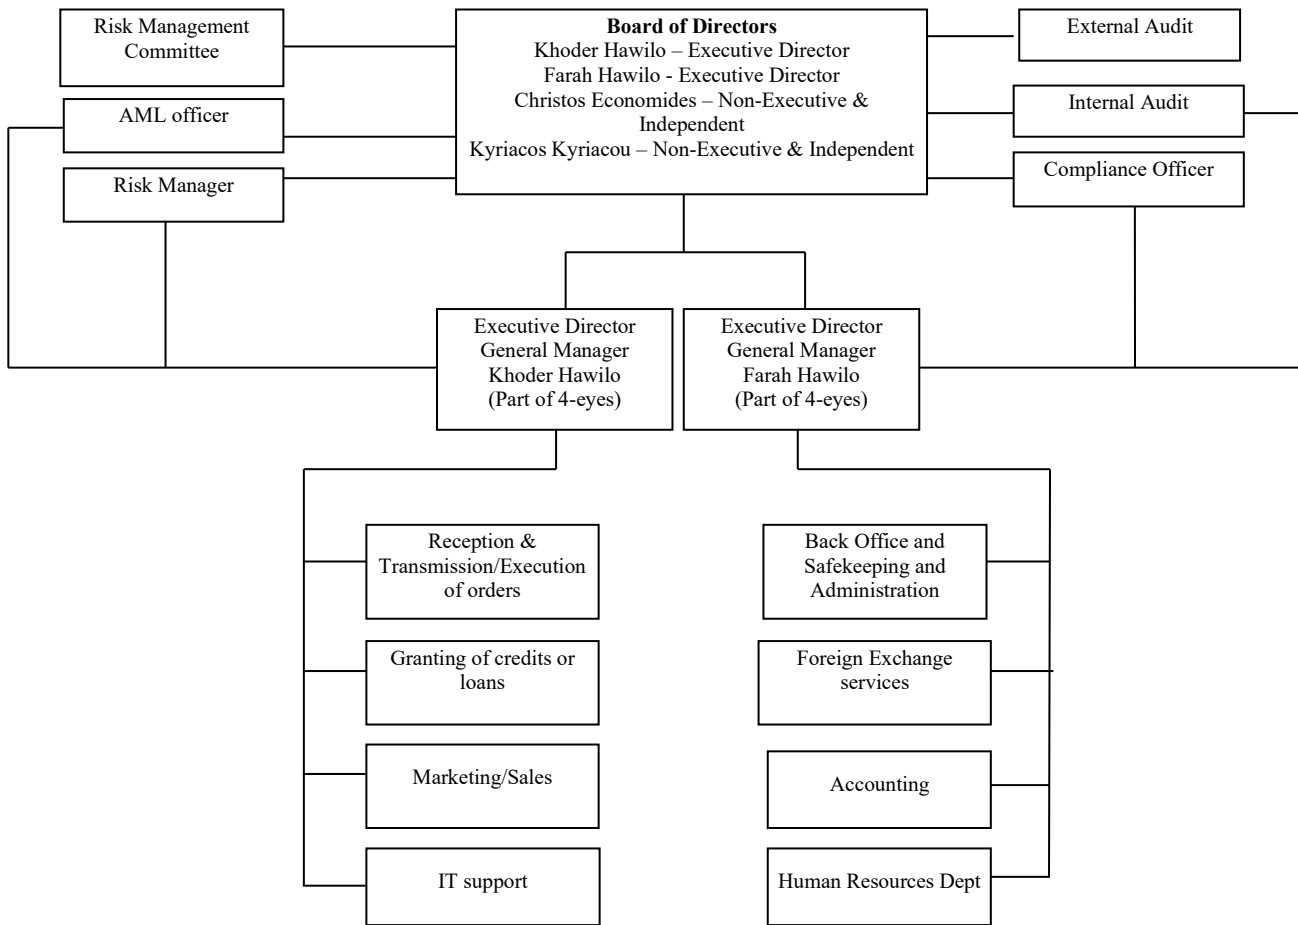 Risk Management
Committee
Board of Directors
Khoder Hawilo – Executive Director
Farah Hawilo - Executive Director
Christos Economides – Non-Executive &
Independent
Kyriacos Kyriacou – Non-Executive & Independent
External Audit
AML officer
Internal Audit
Risk Manager
Compliance Officer
Executive Director
General Manager
Khoder Hawilo
(Part of 4-eyes)
Executive Director
General Manager
Farah Hawilo
(Part of 4-eyes)
Reception &
Transmission/Execution
of orders
Back Office and
Safekeeping and
Administration
Granting of credits or
loans
Foreign Exchange
services
Marketing/Sales
Accounting
IT support
Human Resources Dept